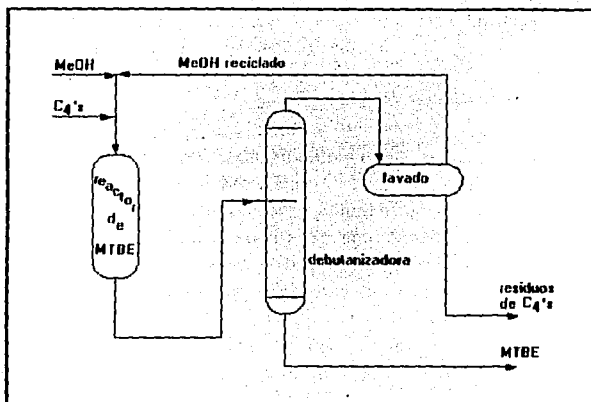 MeOH
MeOH reciclado
C4's
reactor
de
MTBE
lavado
debutanizadora
residuos
de C4's
MTBE